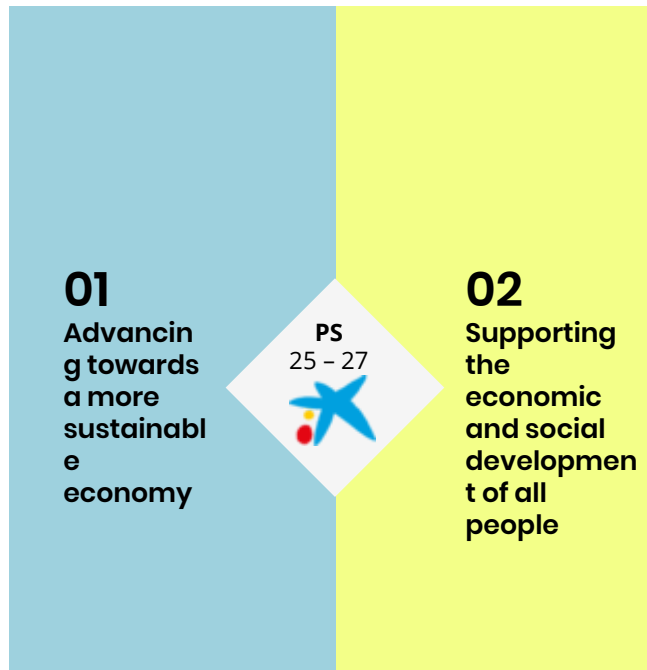 01
Advancin
g towards
a more
sustainabl
e
economy
PS
25 – 27
02
Supporting
the
economic
and social
developmen
t of all
people